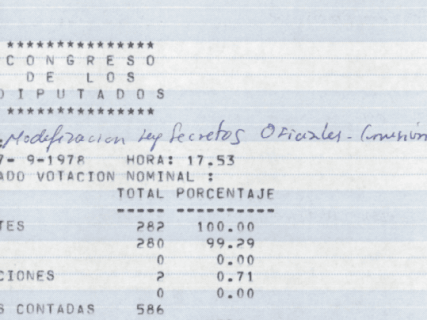 ***************
CONGRESO
DE LOS
DIPUTADOS
***************
Modificacion ley Secretos Oficiales - Comisión
7- 9-1978 HORA: 17.53
ADO VOTACION NOMINAL :
TOTAL PORCENTAJE
----- ----------
TES 282 100.00
280 99.29
0 0.00
CIONES 2 0.71
0 0.00
S CONTADAS 586